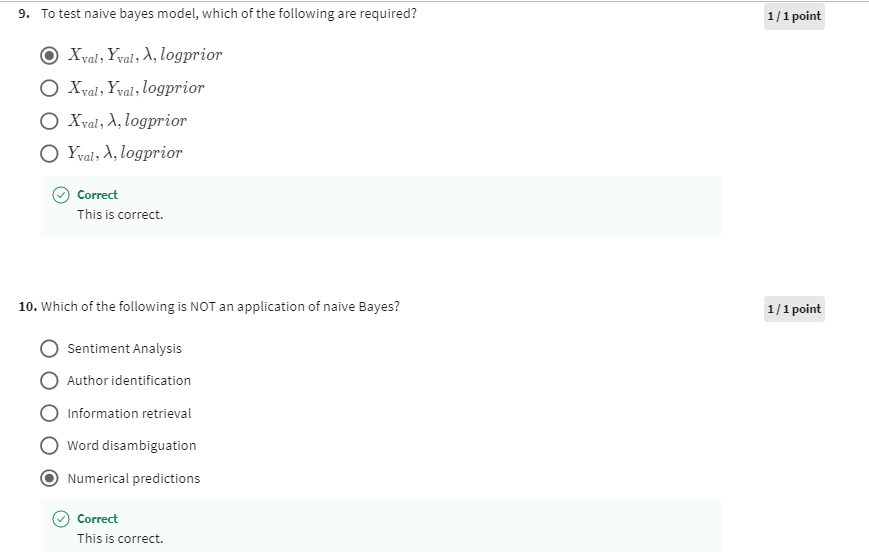 9. To test naive bayes model, which of the following are required?
1 / 1 point
Xval, Yval, λ, logprior
Xval, Yval, logprior
Xval, λ, logprior
Yval, λ, logprior
Correct
This is correct.
10. Which of the following is NOT an application of naive Bayes?
1 / 1 point
Sentiment Analysis
Author identification
Information retrieval
Word disambiguation
Numerical predictions
Correct
This is correct.